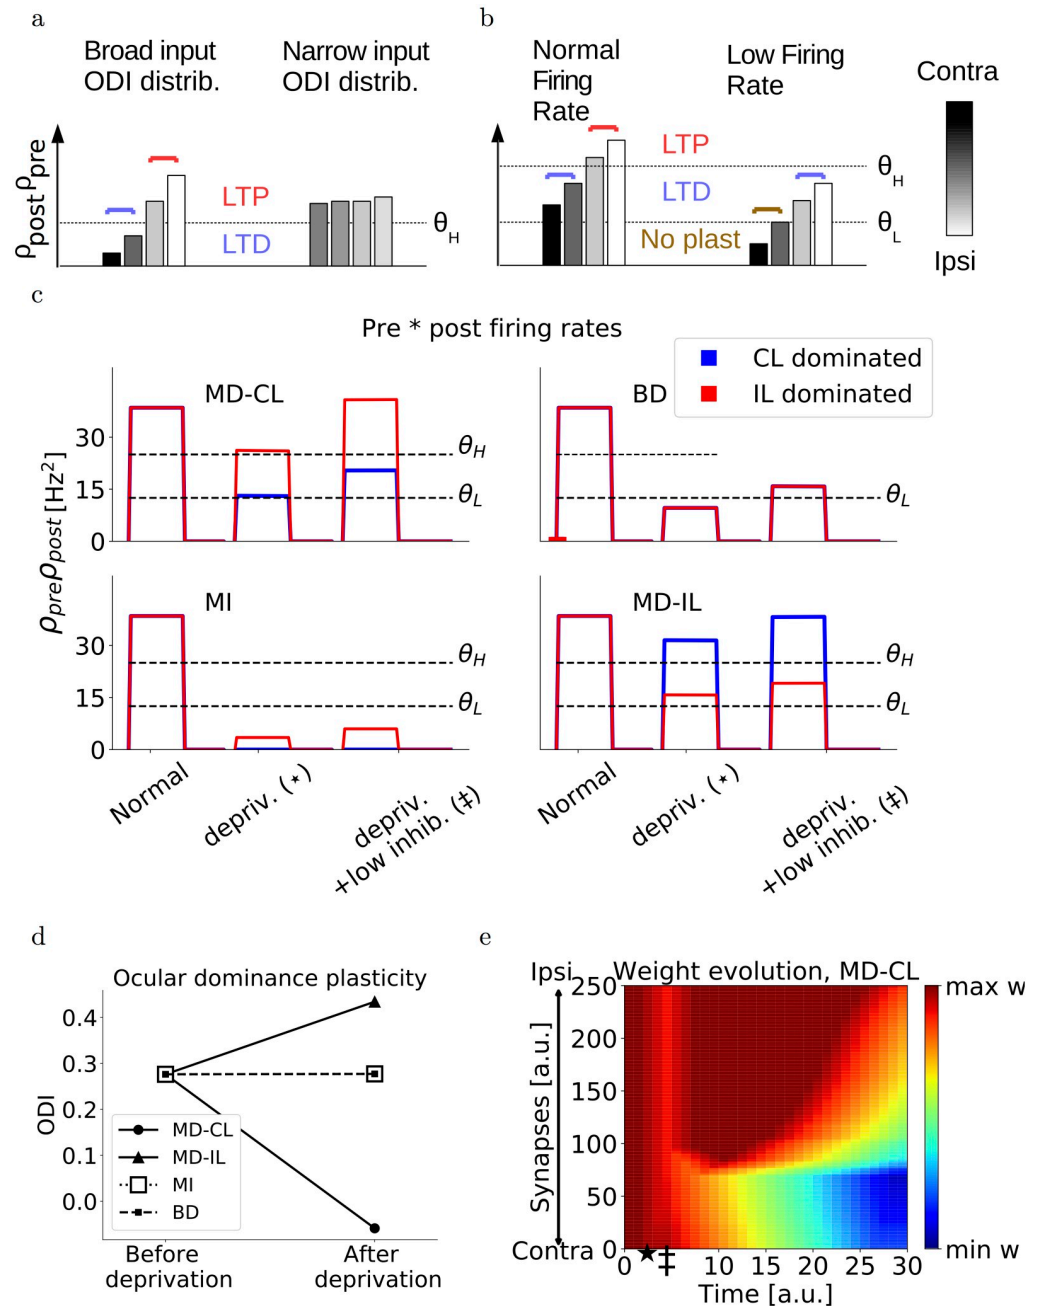 a
Broad input
ODI distrib.
Narrow input
ODI distrib.
ρpost ρpre
LTP
LTD
θH
b
Normal
Firing
Rate
Low Firing
Rate
LTP
LTD
No plast
θH
θL
Contra
Ipsi
c
Pre * post firing rates
CL dominated
IL dominated
ρpreρpost [Hz²]
MD-CL
30
15
0
θH
θL
BD
θH
θL
MI
30
15
0
θH
θL
MD-IL
θH
θL
Normal
depriv. (⋆)
depriv.
+low inhib. (‡)
Normal
depriv. (⋆)
depriv.
+low inhib. (‡)
d
Ocular dominance plasticity
ODI
0.4
0.3
0.2
0.1
0.0
MD-CL
MD-IL
MI
BD
Before
deprivation
After
deprivation
e
Weight evolution, MD-CL
Ipsi
Synapses [a.u.]
Contra
250
200
150
100
50
0
0 ★ ‡ 10 15 20 25 30
Time [a.u.]
max w
min w